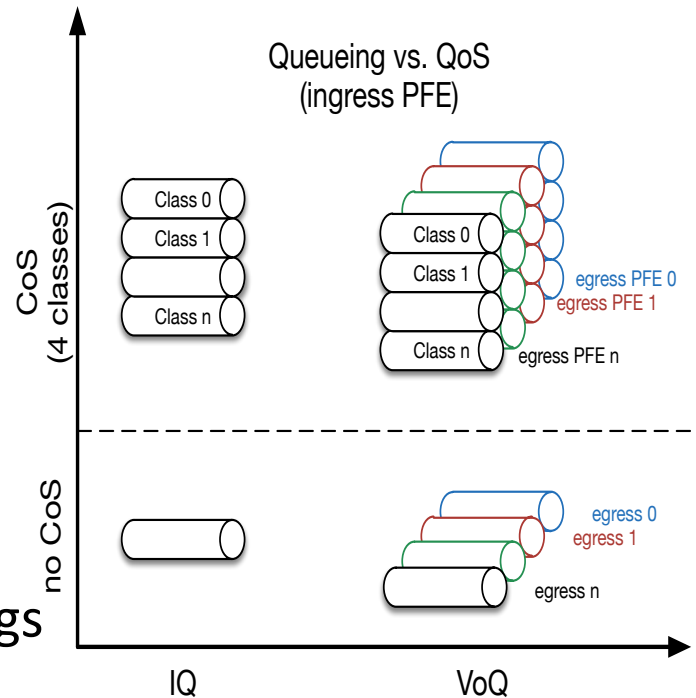 Queueing vs. QoS
(ingress PFE)
CoS
(4 classes)
Class 0
Class 1
Class n
Class 0
Class 1
Class n
egress PFE 0
egress PFE 1
egress PFE n
no CoS
egress 0
egress 1
egress n
gs
IQ
VoQ